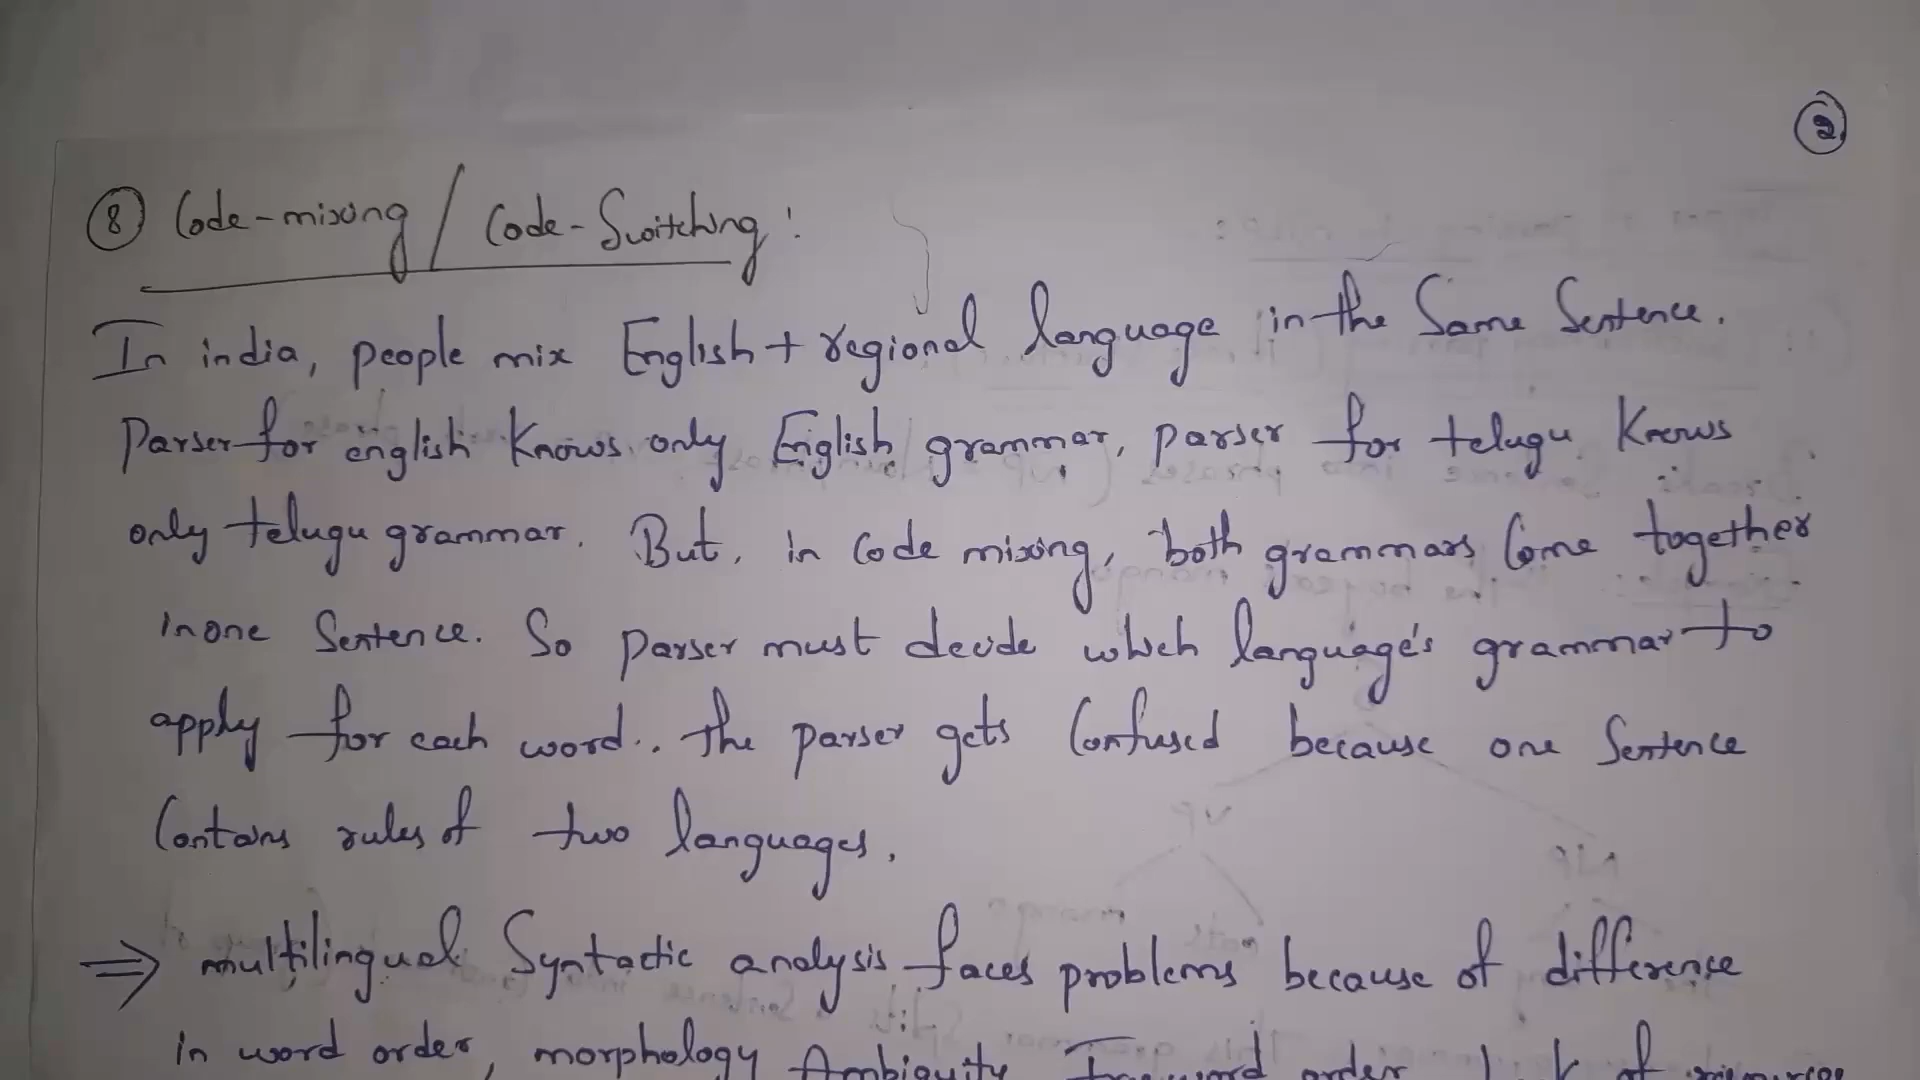 2
8 Code-mixing / Code-Switching:
In india, people mix English + regional language in the Same Sentence.
Parser for english Knows only English grammar, parser for telugu Knows
only telugu grammar. But, in Code mixing, both grammars Come together
in one Sentence. So parser must decide which language's grammar to
apply for each word.. the parser gets Confused because one Sentence
Contains rules of two languages.
⇒ multilingual Syntactic analysis faces problems because of difference
in word order, morphology Ambiguity word order of